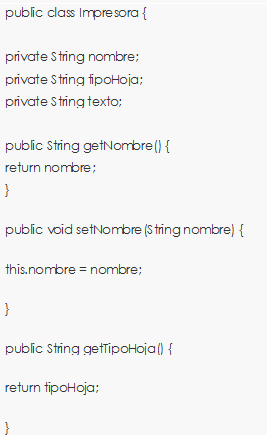 public class Impresora {
private String nombre;
private String tipoHoja;
private String texto;
public String getNombre() {
return nombre;
}
public void setNombre(String nombre) {
this.nombre = nombre;
}
public String getTipoHoja() {
return tipoHoja;
}